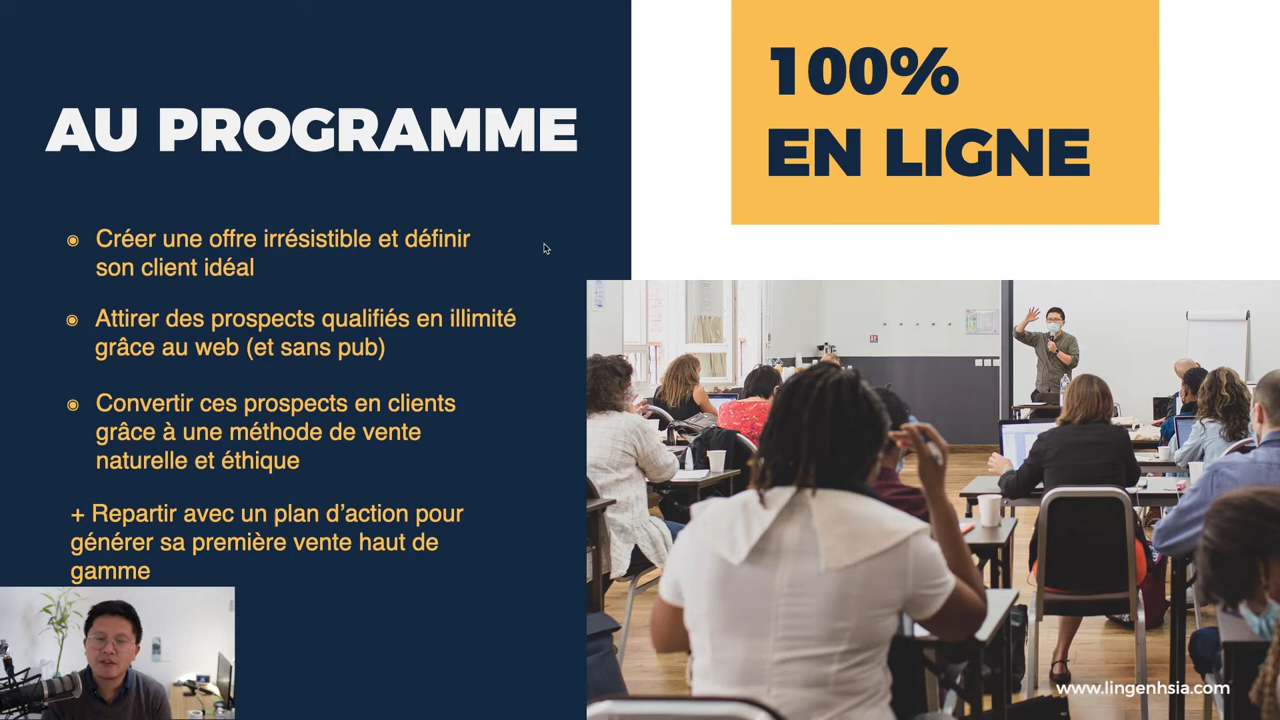 AU PROGRAMME
◉ Créer une offre irrésistible et définir
son client idéal
◉ Attirer des prospects qualifiés en illimité
grâce au web (et sans pub)
◉ Convertir ces prospects en clients
grâce à une méthode de vente
naturelle et éthique
+ Repartir avec un plan d’action pour
générer sa première vente haut de
gamme
100%
EN LIGNE
www.lingenhsia.com